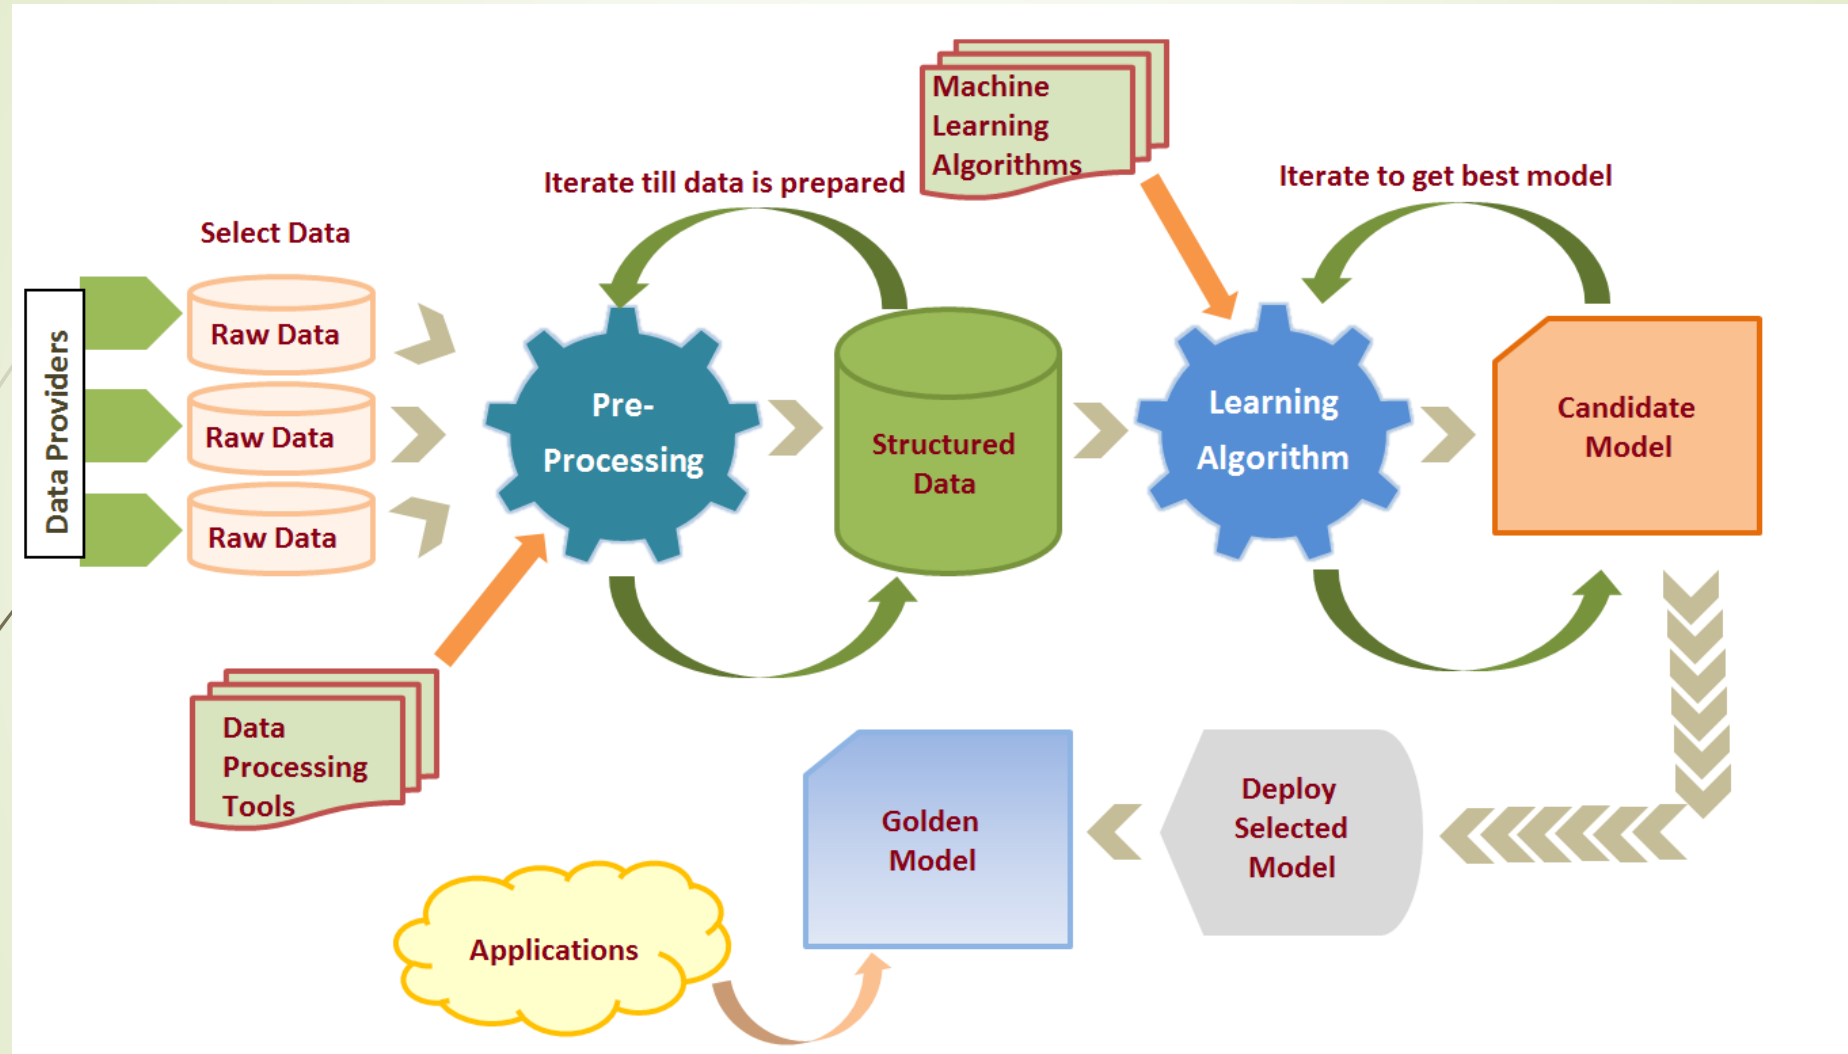 Machine
Learning
Algorithms
Iterate till data is prepared
Iterate to get best model
Select Data
Data Providers
Raw Data
Raw Data
Raw Data
Pre-
Processing
Structured
Data
Learning
Algorithm
Candidate
Model
Data
Processing
Tools
Golden
Model
Deploy
Selected
Model
Applications